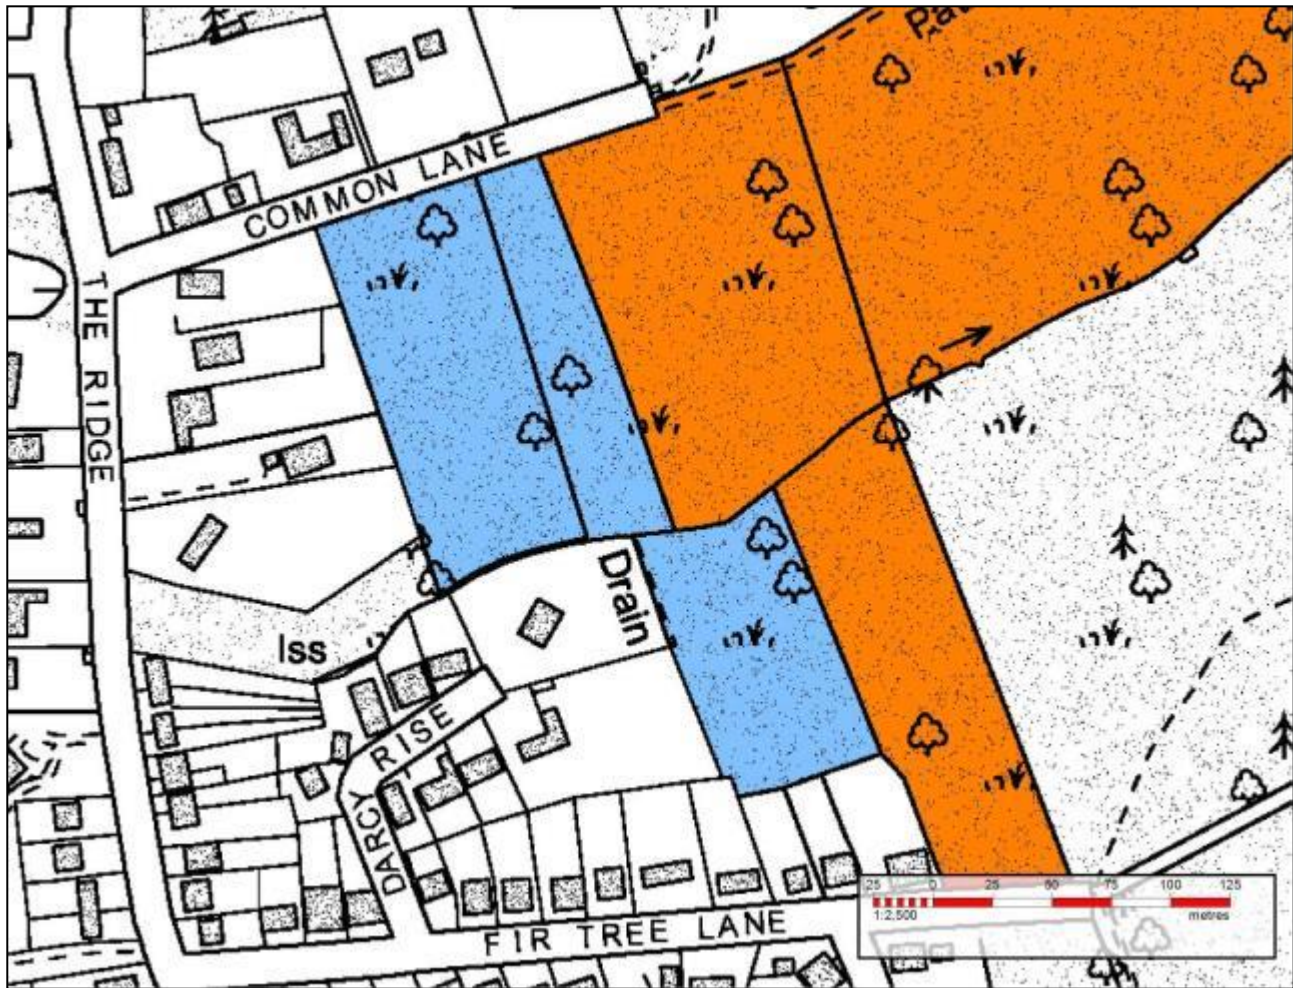 COMMON LANE
THE RIDGE
Drain
Iss
DARCY RISE
FIR TREE LANE
25 0 25 50 75 100 125
1:2,500 metres